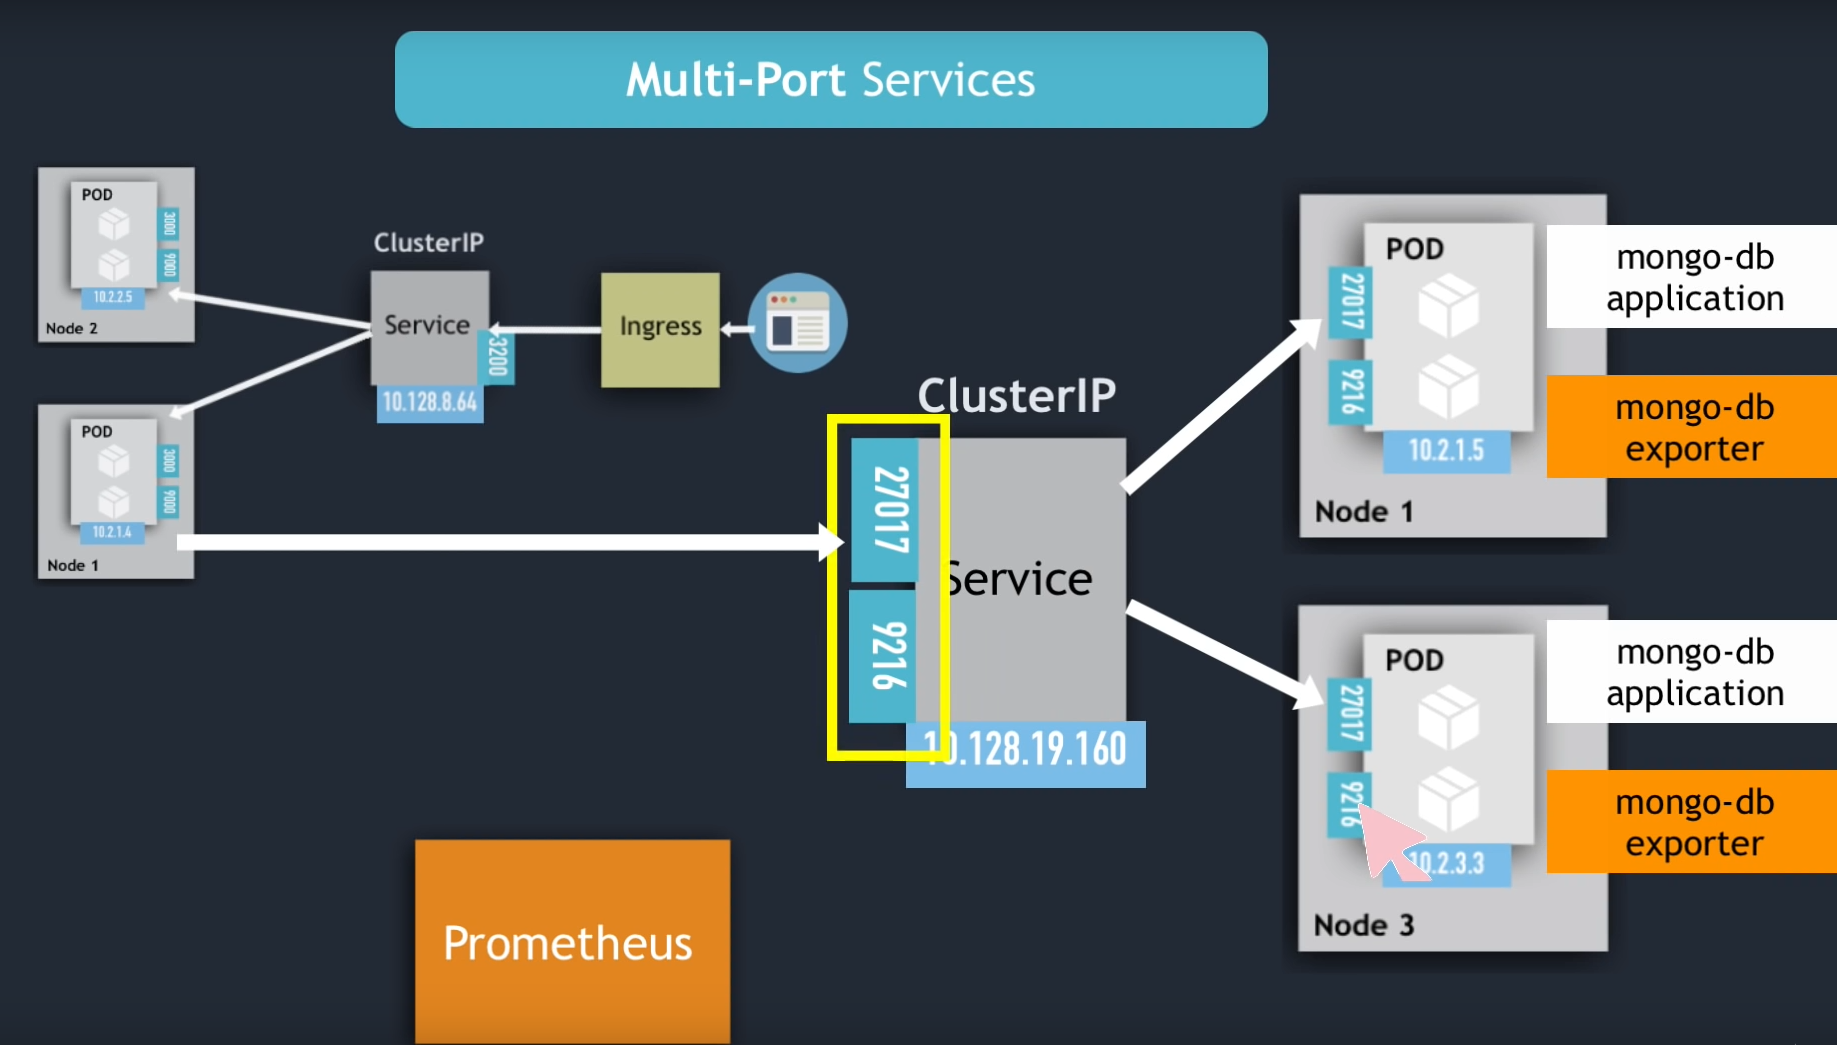 Multi-Port Services
POD
3000
9000
10.2.2.5
Node 2
ClusterIP
Service
3200
10.128.8.64
Ingress
POD
3000
9000
10.2.1.4
Node 1
ClusterIP
27017
9216
Service
10.128.19.160
POD
27017
9216
10.2.1.5
Node 1
mongo-db
application
mongo-db
exporter
POD
27017
9216
10.2.3.3
Node 3
mongo-db
application
mongo-db
exporter
Prometheus